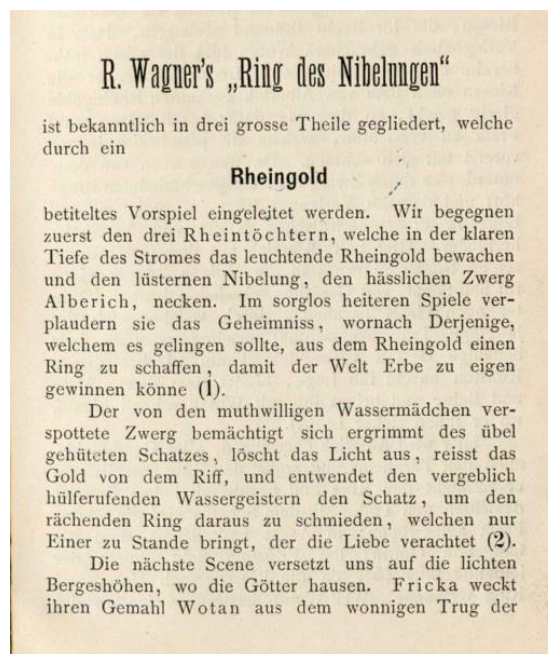 R. Wagner's „Ring des Nibelungen“
ist bekanntlich in drei grosse Theile gegliedert, welche
durch ein
Rheingold
betiteltes Vorspiel eingeleitet werden. Wir begegnen
zuerst den drei Rheintöchtern, welche in der klaren
Tiefe des Stromes das leuchtende Rheingold bewachen
und den lüsternen Nibelung, den hässlichen Zwerg
Alberich, necken. Im sorglos heiteren Spiele ver-
plaudern sie das Geheimniss, wornach Derjenige,
welchem es gelingen sollte, aus dem Rheingold einen
Ring zu schaffen, damit der Welt Erbe zu eigen
gewinnen könne (1).
Der von den muthwilligen Wassermädchen ver-
spottete Zwerg bemächtigt sich ergrimmt des übel
gehüteten Schatzes, löscht das Licht aus, reisst das
Gold von dem Riff, und entwendet den vergeblich
hülferufenden Wassergeistern den Schatz, um den
rächenden Ring daraus zu schmieden, welchen nur
Einer zu Stande bringt, der die Liebe verachtet (2).
Die nächste Scene versetzt uns auf die lichten
Bergeshöhen, wo die Götter hausen. Fricka weckt
ihren Gemahl Wotan aus dem wonnigen Trug der